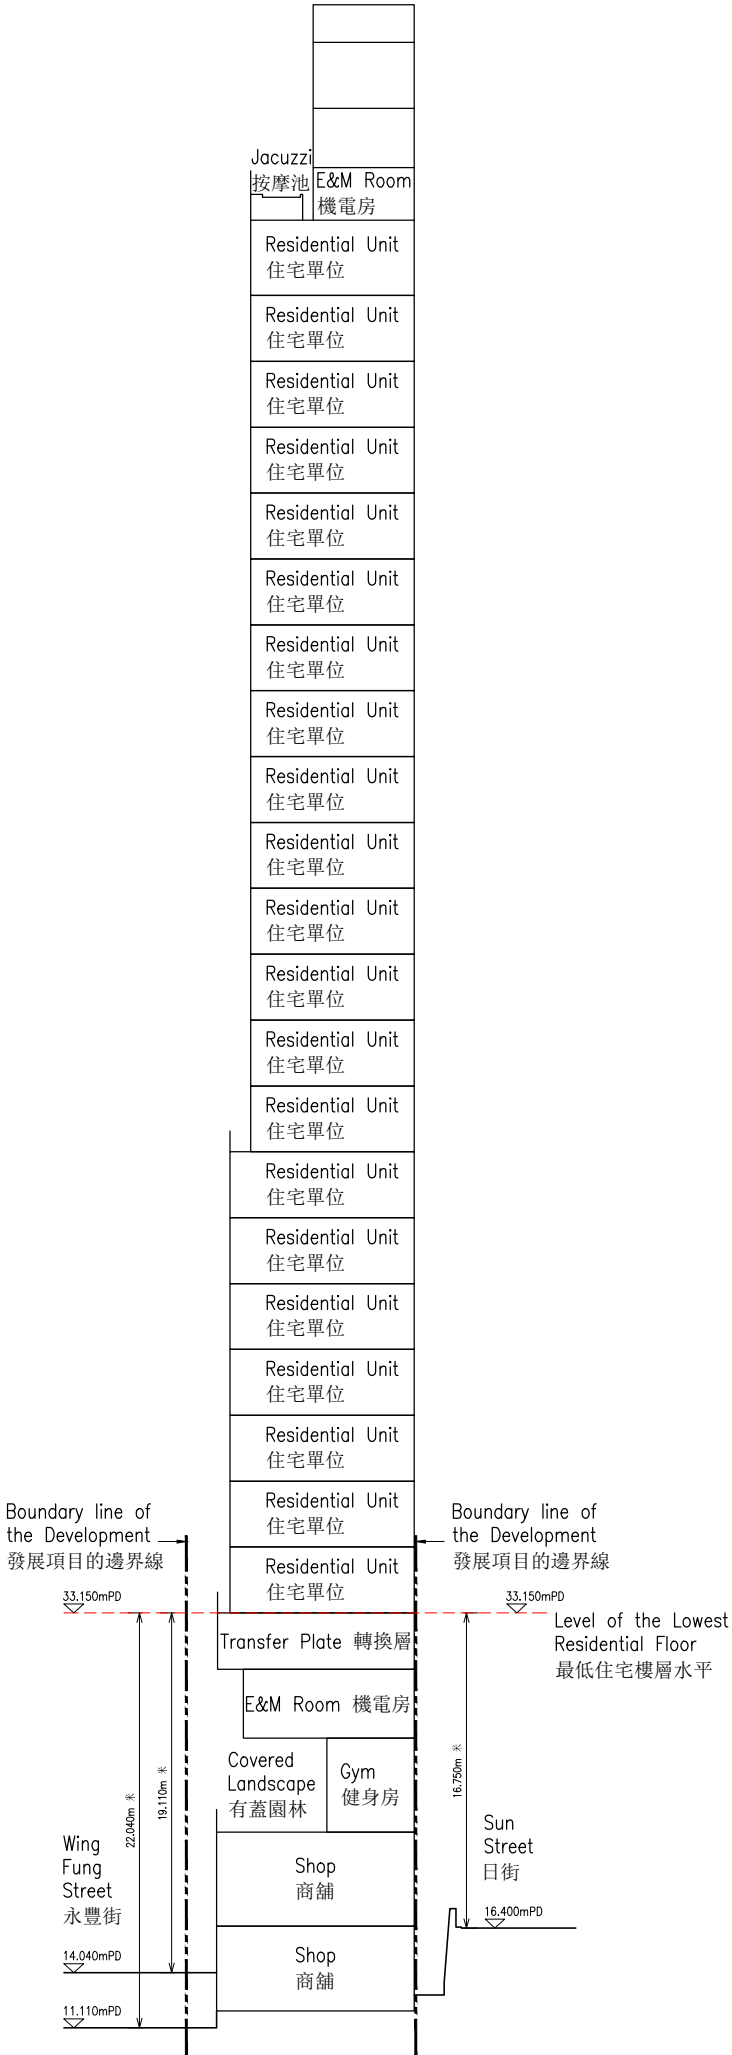 Jacuzzi
按摩池
E&M Room
機電房
Residential Unit
住宅單位
Residential Unit
住宅單位
Residential Unit
住宅單位
Residential Unit
住宅單位
Residential Unit
住宅單位
Residential Unit
住宅單位
Residential Unit
住宅單位
Residential Unit
住宅單位
Residential Unit
住宅單位
Residential Unit
住宅單位
Residential Unit
住宅單位
Residential Unit
住宅單位
Residential Unit
住宅單位
Residential Unit
住宅單位
Residential Unit
住宅單位
Residential Unit
住宅單位
Residential Unit
住宅單位
Residential Unit
住宅單位
Residential Unit
住宅單位
Residential Unit
住宅單位
Residential Unit
住宅單位
Boundary line of
the Development
發展項目的邊界線
Boundary line of
the Development
發展項目的邊界線
33.150mPD
33.150mPD
Level of the Lowest
Residential Floor
最低住宅樓層水平
Transfer Plate 轉換層
E&M Room 機電房
Covered
Landscape
有蓋園林
Gym
健身房
22.040m 米
19.110m 米
16.750m 米
Wing
Fung
Street
永豐街
Sun
Street
日街
Shop
商舖
Shop
商舖
16.400mPD
14.040mPD
11.110mPD